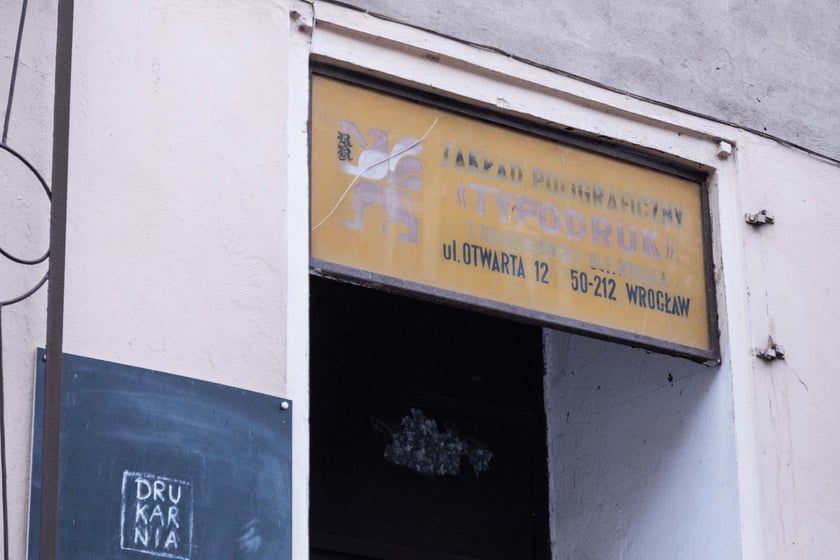 ZAKŁAD POLIGRAFICZNY
«TYPODRUK»
ul. OTWARTA 12 50-212 WROCŁAW
DRU
KAR
NIA